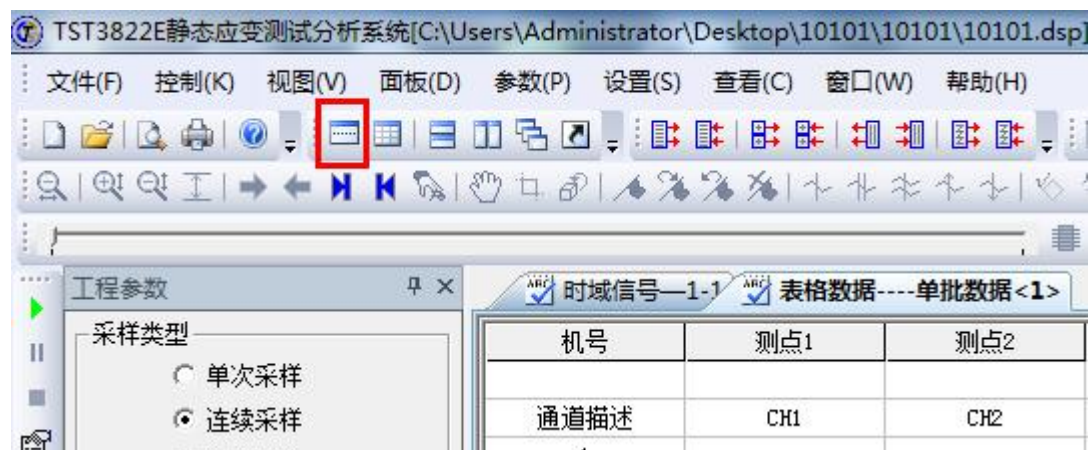 TST3822E静态应变测试分析系统[C:\Users\Administrator\Desktop\10101\10101\10101.dsp]
文件(F) 控制(K) 视图(V) 面板(D) 参数(P) 设置(S) 查看(C) 窗口(W) 帮助(H)
工程参数
时域信号—1-1 表格数据----单批数据<1>
采样类型
机号 测点1 测点2
单次采样
连续采样
通道描述 CH1 CH2